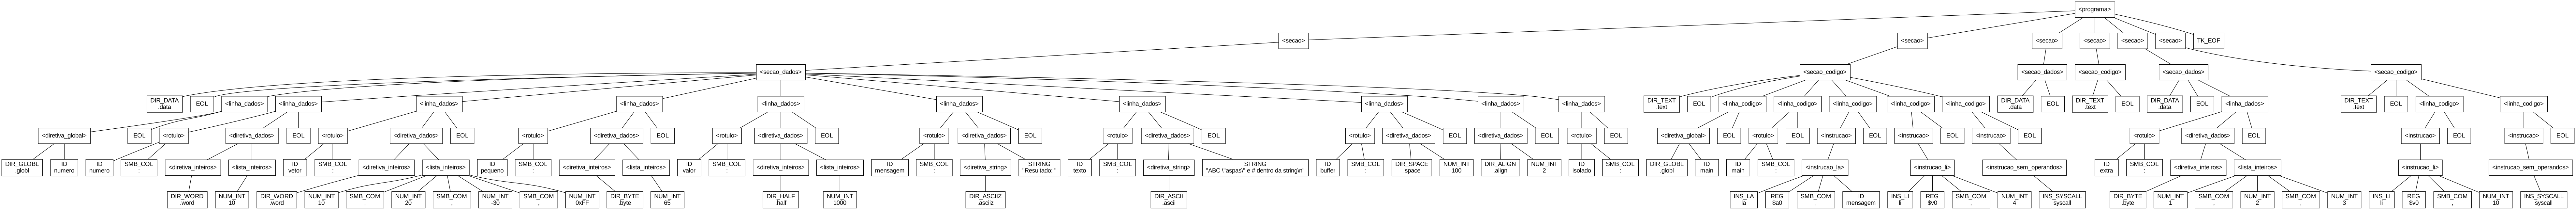 <programa>
<secao> <secao> <secao> <secao> <secao> <secao> TK_EOF
<secao_dados> <secao_codigo> <secao_dados> <secao_codigo> <secao_dados> <secao_codigo>
DIR_DATA EOL <linha_dados> <linha_dados> <linha_dados> <linha_dados> <linha_dados> <linha_dados> <linha_dados> <linha_dados> <linha_dados> <linha_dados> DIR_TEXT EOL <linha_codigo> <linha_codigo> <linha_codigo> <linha_codigo> <linha_codigo> DIR_DATA EOL DIR_TEXT EOL DIR_DATA EOL <linha_dados> DIR_TEXT EOL <linha_codigo> <linha_codigo>
.data .text .data .text .data .text
<diretiva_global> EOL <rotulo> <diretiva_dados> EOL <rotulo> <diretiva_dados> EOL <rotulo> <diretiva_dados> EOL <rotulo> <diretiva_dados> EOL <rotulo> <diretiva_dados> EOL <rotulo> <diretiva_dados> EOL <rotulo> <diretiva_dados> EOL <diretiva_dados> EOL <rotulo> EOL <diretiva_global> EOL <rotulo> EOL <instrucao> EOL <instrucao> EOL <instrucao> EOL <rotulo> <diretiva_dados> EOL <instrucao> EOL <instrucao> EOL
DIR_GLOBL ID ID SMB_COL <diretiva_inteiros> <lista_inteiros> ID SMB_COL <diretiva_inteiros> <lista_inteiros> ID SMB_COL <diretiva_inteiros> <lista_inteiros> ID SMB_COL <diretiva_inteiros> <lista_inteiros> ID SMB_COL <diretiva_string> STRING ID SMB_COL <diretiva_string> STRING ID SMB_COL DIR_SPACE NUM_INT DIR_ALIGN NUM_INT ID SMB_COL DIR_GLOBL ID ID SMB_COL <instrucao_la> <instrucao_li> <instrucao_sem_operandos> ID SMB_COL <diretiva_inteiros> <lista_inteiros> <instrucao_li> <instrucao_sem_operandos>
.globl numero numero : vetor : pequeno : valor : mensagem : "Resultado: " texto : "ABC \"aspas\" e # dentro da string\n" buffer : .space 100 .align 2 isolado : .globl main main : extra :
DIR_WORD NUM_INT DIR_WORD NUM_INT SMB_COM NUM_INT SMB_COM NUM_INT SMB_COM NUM_INT DIR_BYTE NUM_INT DIR_HALF NUM_INT DIR_ASCIIZ DIR_ASCII INS_LA REG SMB_COM ID INS_LI REG SMB_COM NUM_INT INS_SYSCALL DIR_BYTE NUM_INT SMB_COM NUM_INT SMB_COM NUM_INT INS_LI REG SMB_COM NUM_INT INS_SYSCALL
.word 10 .word 10 , 20 , -30 , 0xFF .byte 65 .half 1000 .asciiz .ascii la $a0 , mensagem li $v0 , 4 syscall .byte 1 , 2 , 3 li $v0 , 10 syscall